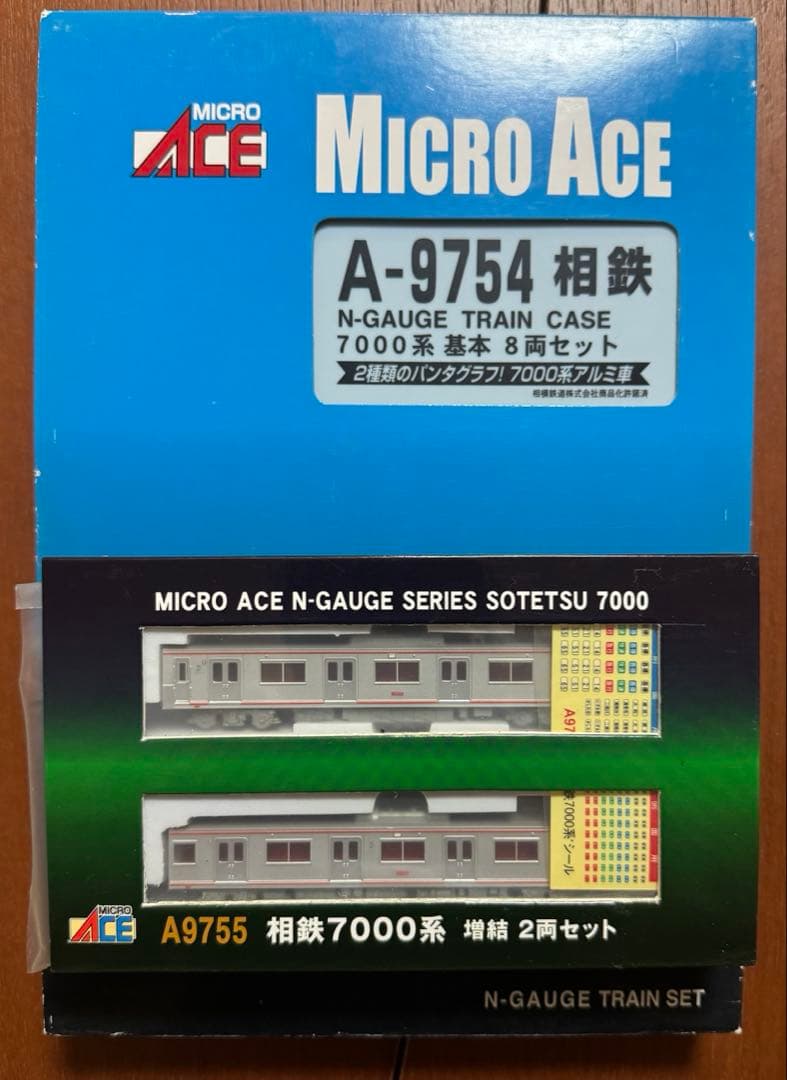 MICRO
ACE
MICRO ACE
A-9754 相鉄
N-GAUGE TRAIN CASE
7000系 基本 8両セット
2種類のパンタグラフ! 7000系アルミ車
相模鉄道株式会社商品化許諾済
MICRO ACE N-GAUGE SERIES SOTETSU 7000
A97
鉄7000系・シール
MICRO
ACE
A9755 相鉄7000系 増結 2両セット
N-GAUGE TRAIN SET